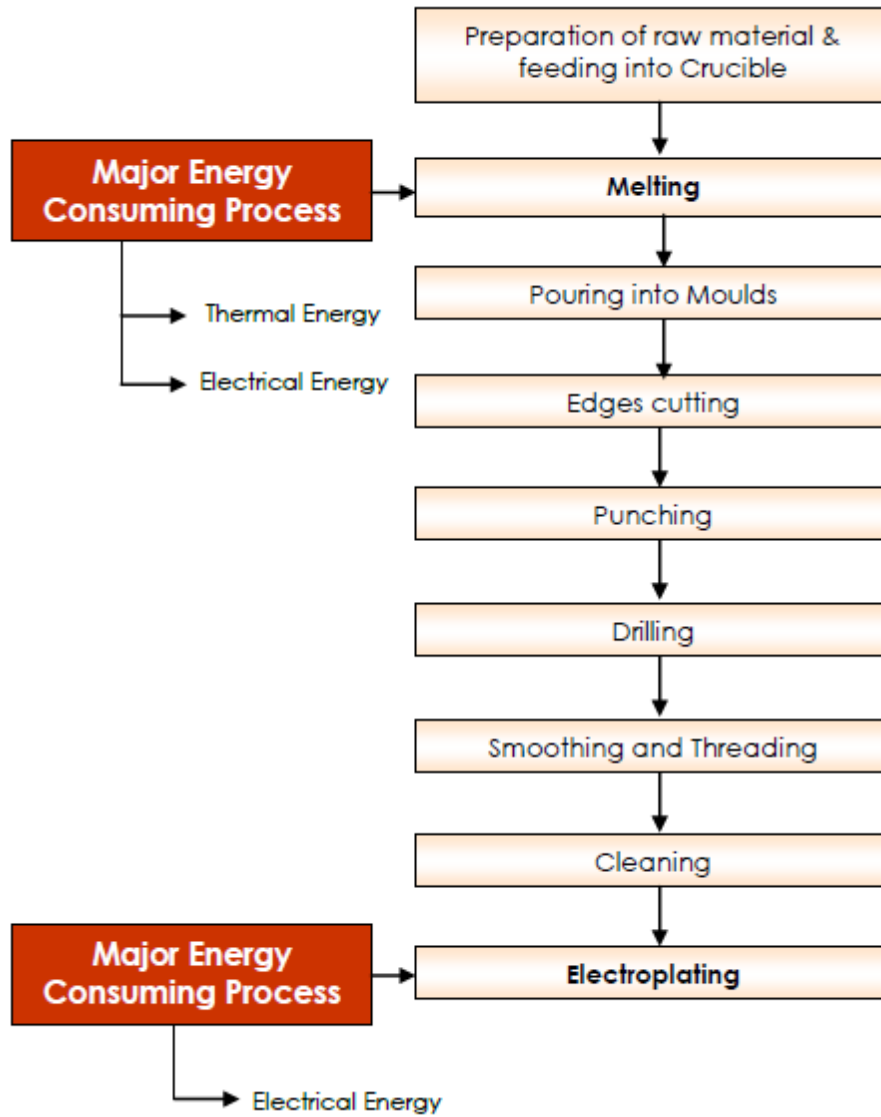 Preparation of raw material &
feeding into Crucible
Major Energy
Consuming Process
Melting
Pouring into Moulds
Thermal Energy
Electrical Energy
Edges cutting
Punching
Drilling
Smoothing and Threading
Cleaning
Major Energy
Consuming Process
Electroplating
Electrical Energy